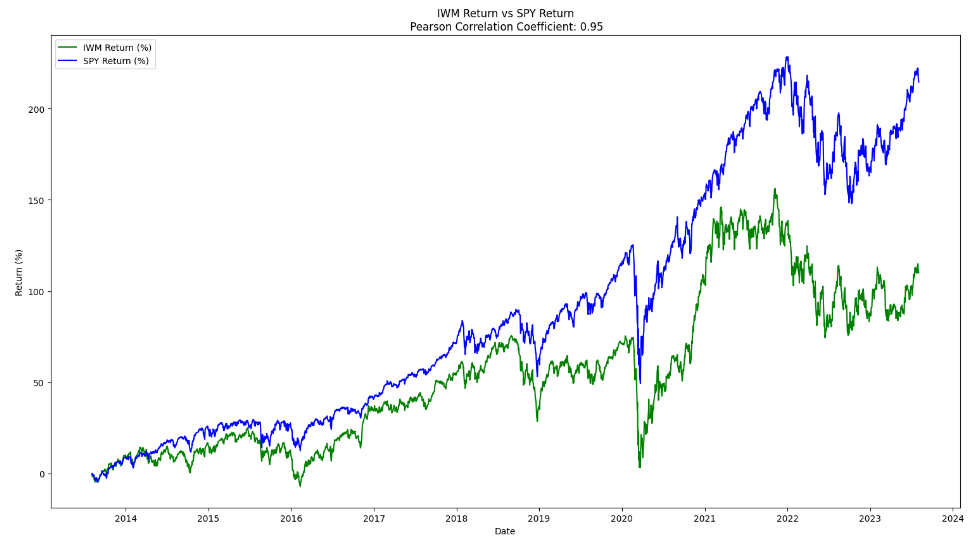 IWM Return vs SPY Return
Pearson Correlation Coefficient: 0.95
IWM Return (%)
SPY Return (%)
Return (%)
200
150
100
50
0
2014 2015 2016 2017 2018 2019 2020 2021 2022 2023 2024
Date